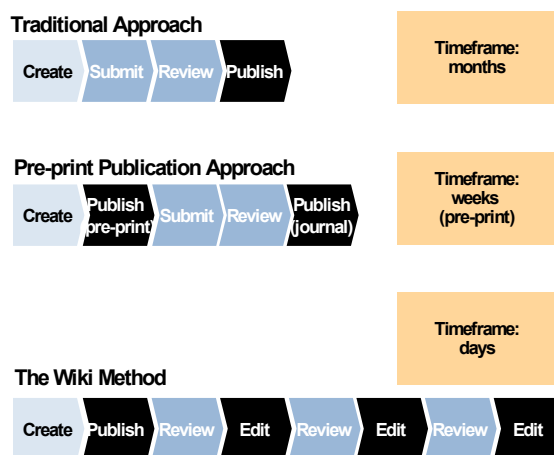 Traditional Approach
Create Submit Review Publish
Timeframe:
months
Pre-print Publication Approach
Create Publish (pre-print) Submit Review Publish (journal)
Timeframe:
weeks
(pre-print)
Timeframe:
days
The Wiki Method
Create Publish Review Edit Review Edit Review Edit